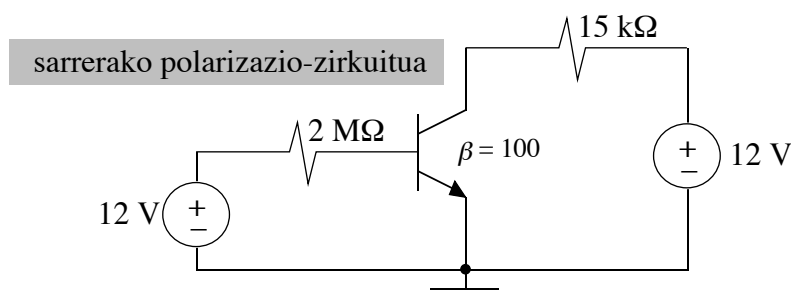 15 kΩ
sarrerako polarizazio-zirkuitua
2 MΩ
β = 100
12 V
+
−
12 V
+
−